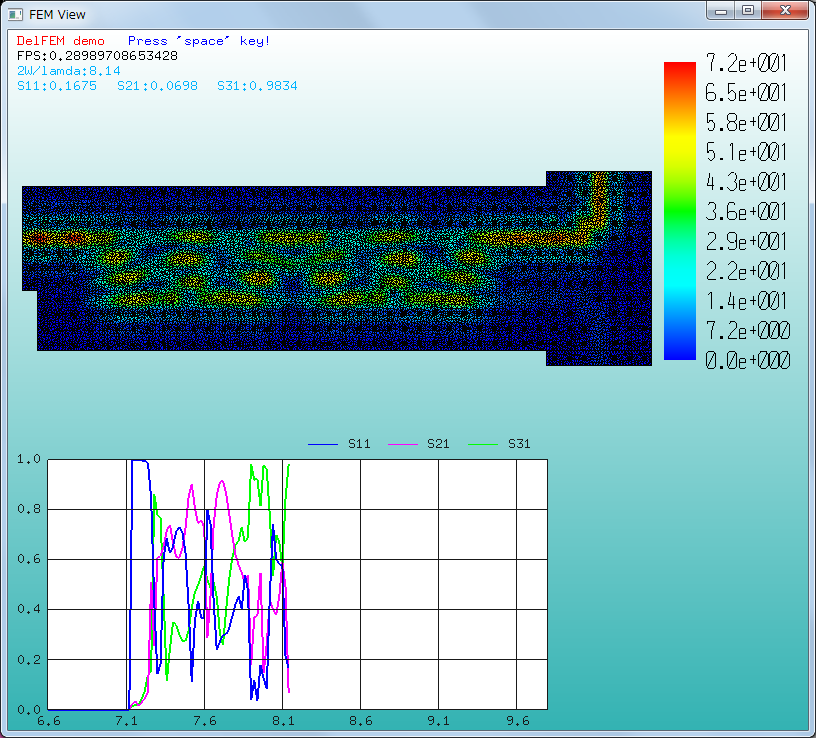 FEM View
DelFEM demo Press 'space' key!
FPS:0.28989708653428
2W/lamda:8.14
S11:0.1675 S21:0.0698 S31:0.9834
7.2e+001
6.5e+001
5.8e+001
5.1e+001
4.3e+001
3.6e+001
2.9e+001
2.2e+001
1.4e+001
7.2e+000
0.0e+000
S11 S21 S31
1.0
0.8
0.6
0.4
0.2
0.0
6.6 7.1 7.6 8.1 8.6 9.1 9.6